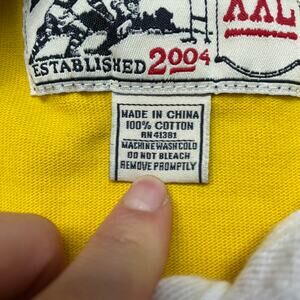 XXL
ESTABLISHED 2004
MADE IN CHINA
100% COTTON
RN 41381
MACHINE WASH COLD
DO NOT BLEACH
REMOVE PROMPTLY